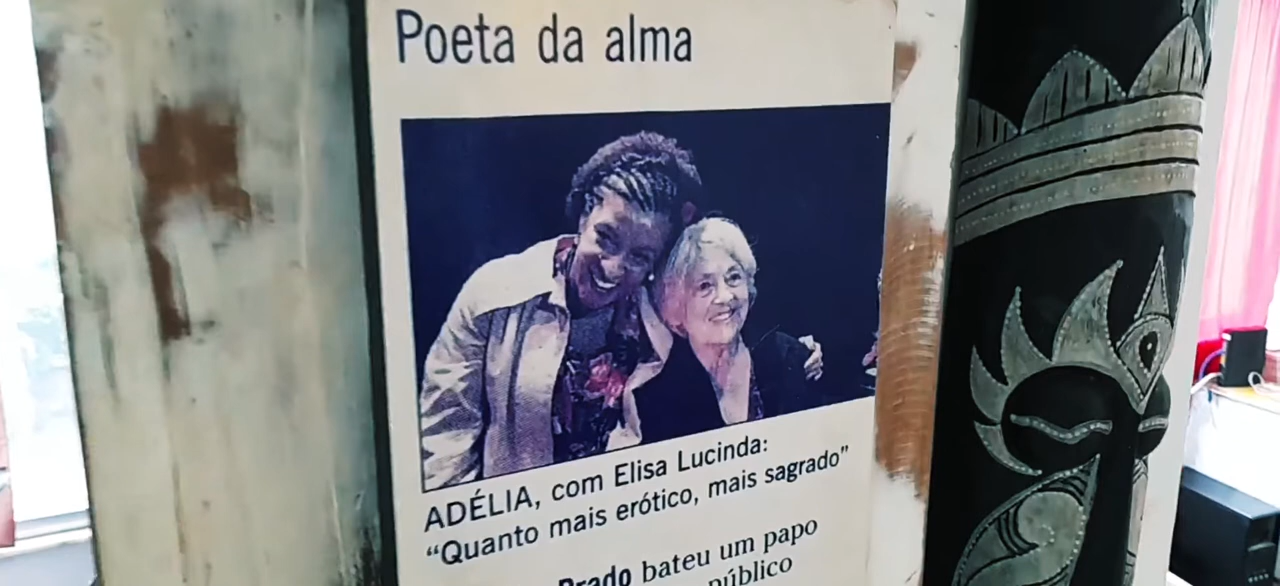 Poeta da alma
ADÉLIA, com Elisa Lucinda:
“Quanto mais erótico, mais sagrado”
Prado bateu um papo
público